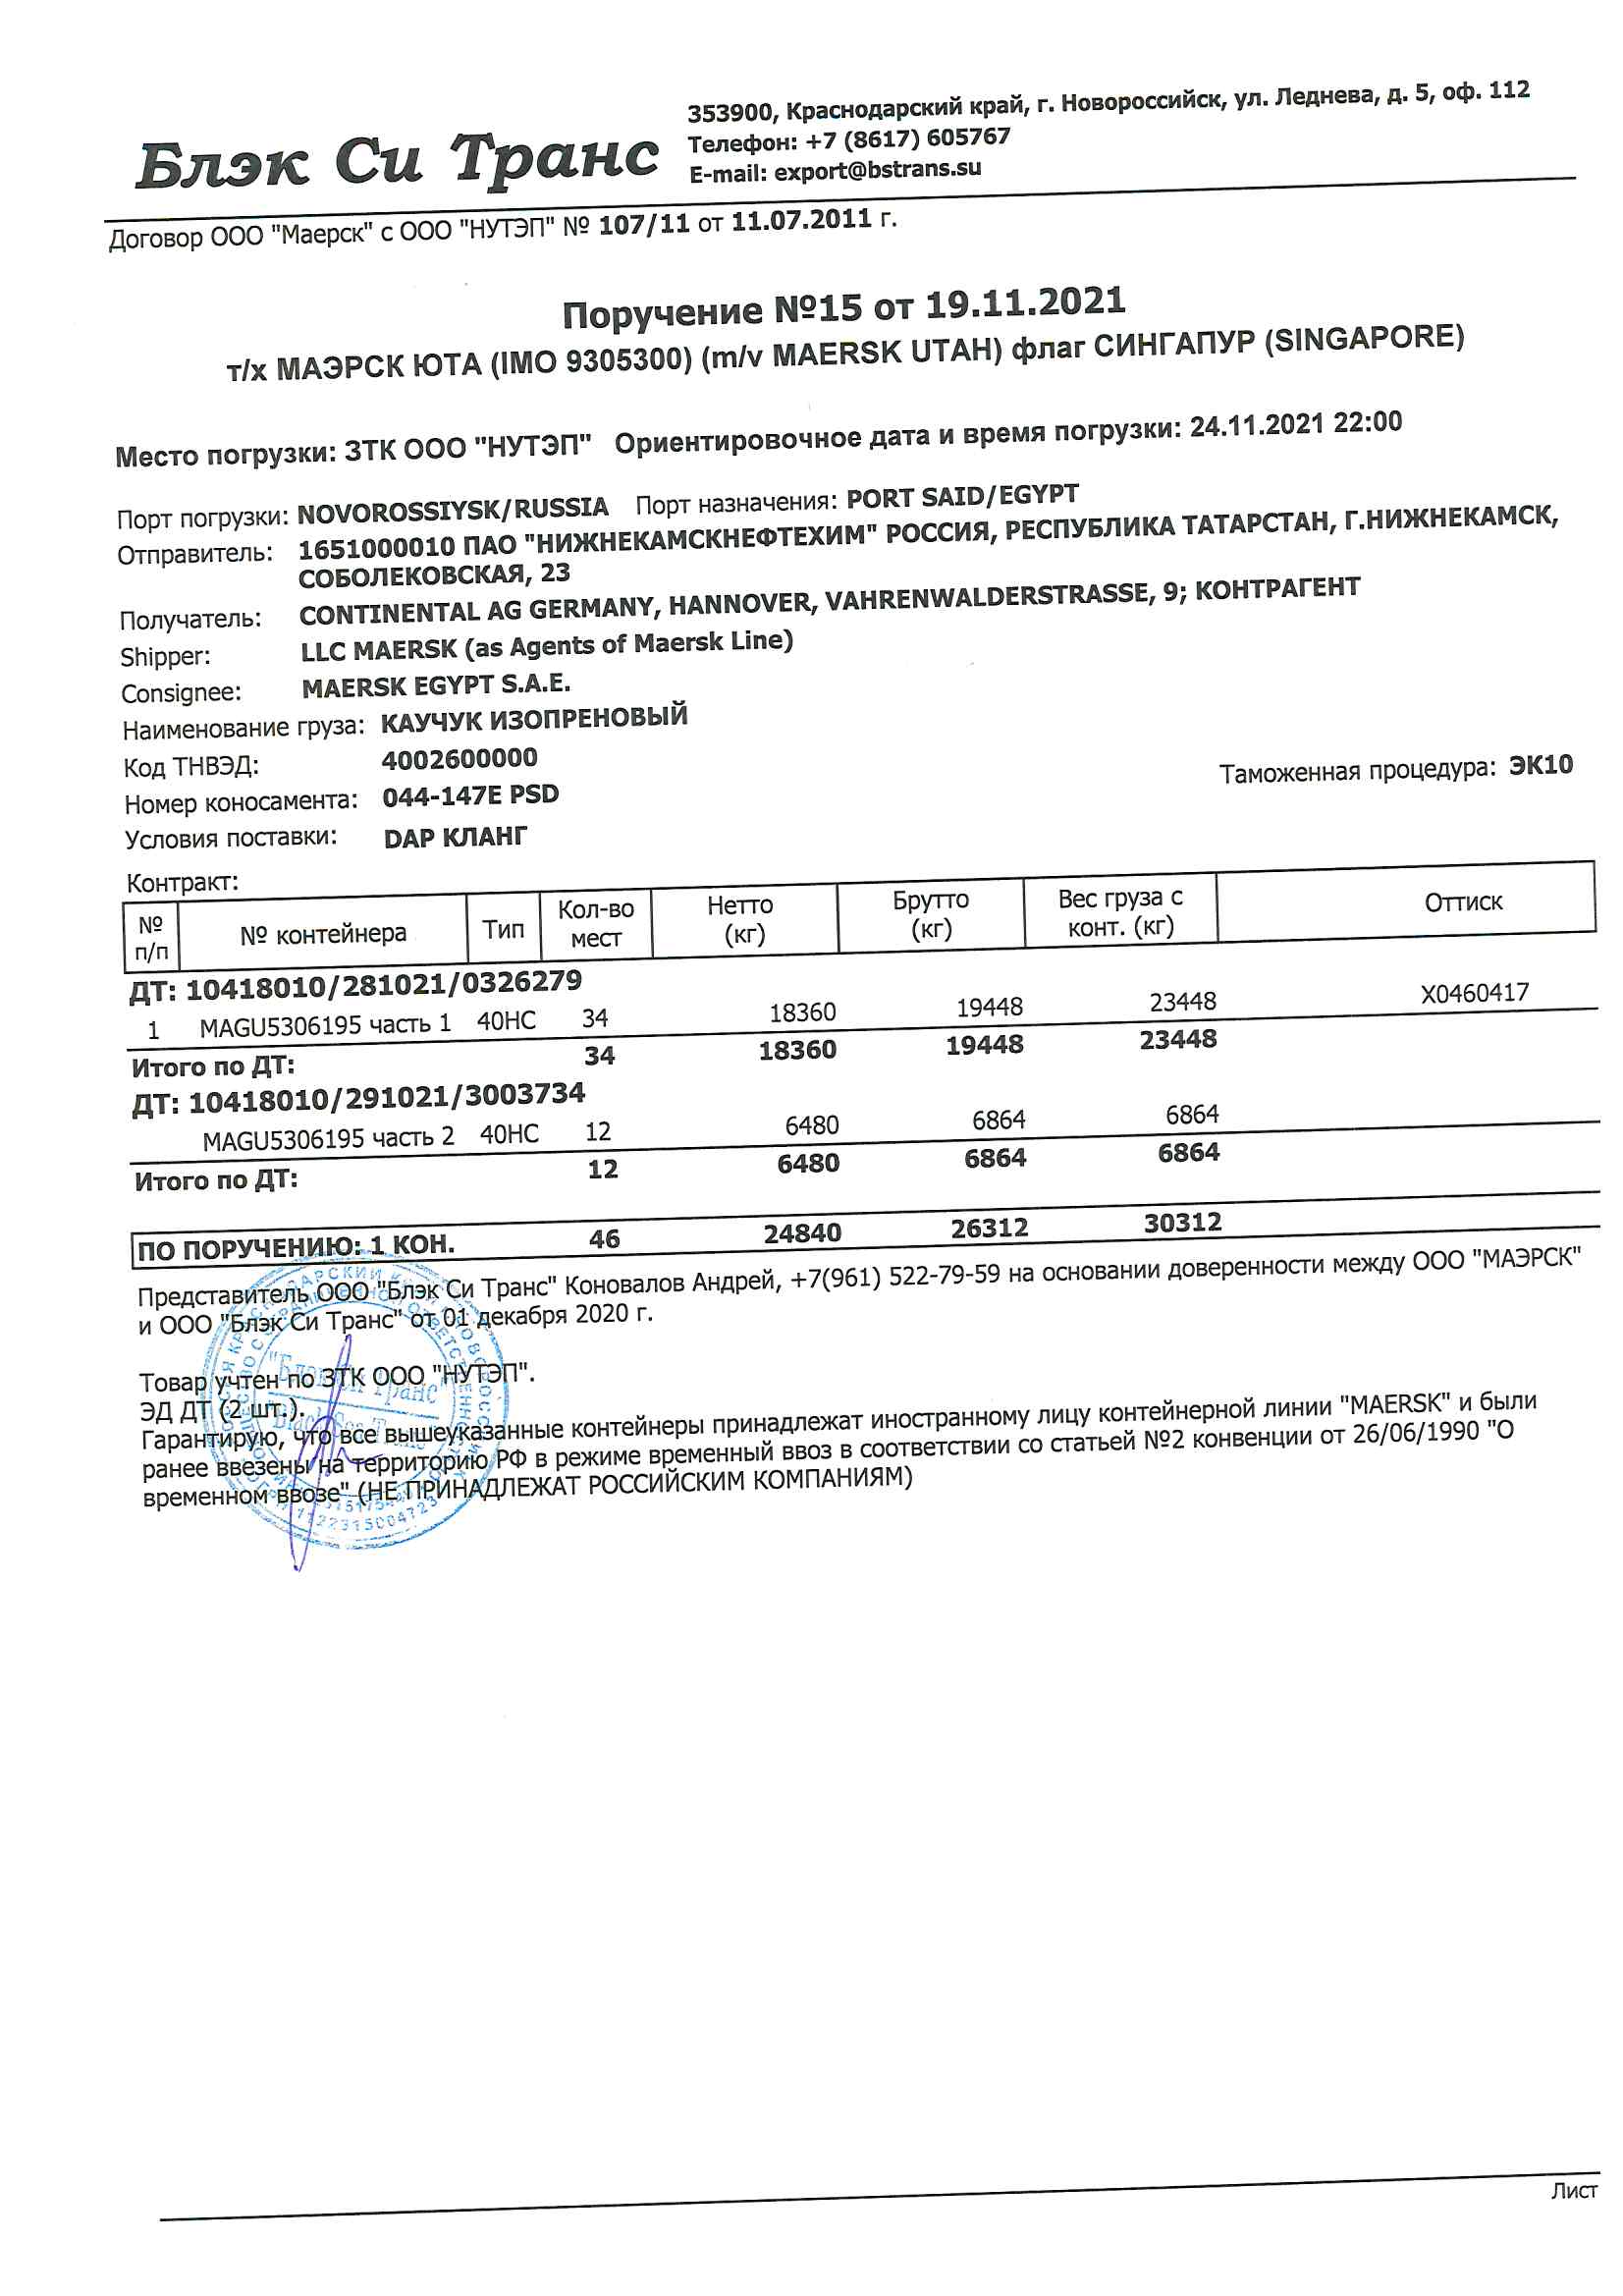 Блэк Си Транс
353900, Краснодарский край, г. Новороссийск, ул. Леднева, д. 5, оф. 112
Телефон: +7 (8617) 605767
E-mail: export@bstrans.su
Договор ООО "Маерск" с ООО "НУТЭП" № 107/11 от 11.07.2011 г.
Поручение №15 от 19.11.2021
т/х МАЭРСК ЮТА (IMO 9305300) (m/v MAERSK UTAH) флаг СИНГАПУР (SINGAPORE)
Место погрузки: ЗТК ООО "НУТЭП" Ориентировочное дата и время погрузки: 24.11.2021 22:00
Порт погрузки: NOVOROSSIYSK/RUSSIA Порт назначения: PORT SAID/EGYPT
Отправитель: 1651000010 ПАО "НИЖНЕКАМСКНЕФТЕХИМ" РОССИЯ, РЕСПУБЛИКА ТАТАРСТАН, Г.НИЖНЕКАМСК,
СОБОЛЕКОВСКАЯ, 23
Получатель: CONTINENTAL AG GERMANY, HANNOVER, VAHRENWALDERSTRASSE, 9; КОНТРАГЕНТ
Shipper: LLC MAERSK (as Agents of Maersk Line)
Consignee: MAERSK EGYPT S.A.E.
Наименование груза: КАУЧУК ИЗОПРЕНОВЫЙ
Код ТНВЭД: 4002600000
Таможенная процедура: ЭК10
Номер коносамента: 044-147E PSD
Условия поставки: DAP КЛАНГ
Контракт:
№ п/п № контейнера Тип Кол-во мест Нетто (кг) Брутто (кг) Вес груза с конт. (кг) Оттиск
ДТ: 10418010/281021/0326279
1 MAGU5306195 часть 1 40HC 34 18360 19448 23448 X0460417
Итого по ДТ: 34 18360 19448 23448
ДТ: 10418010/291021/3003734
MAGU5306195 часть 2 40HC 12 6480 6864 6864
Итого по ДТ: 12 6480 6864 6864
ПО ПОРУЧЕНИЮ: 1 КОН. 46 24840 26312 30312
Представитель ООО "Блэк Си Транс" Коновалов Андрей, +7(961) 522-79-59 на основании доверенности между ООО "МАЭРСК"
и ООО "Блэк Си Транс" от 01 декабря 2020 г.
Товар учтен по ЗТК ООО "НУТЭП".
ЭД ДТ (2 шт.).
Гарантирую, что все вышеуказанные контейнеры принадлежат иностранному лицу контейнерной линии "MAERSK" и были
ранее ввезены на территорию РФ в режиме временный ввоз в соответствии со статьей №2 конвенции от 26/06/1990 "О
временном ввозе" (НЕ ПРИНАДЛЕЖАТ РОССИЙСКИМ КОМПАНИЯМ)
"Блэк Си Транс"
Лист